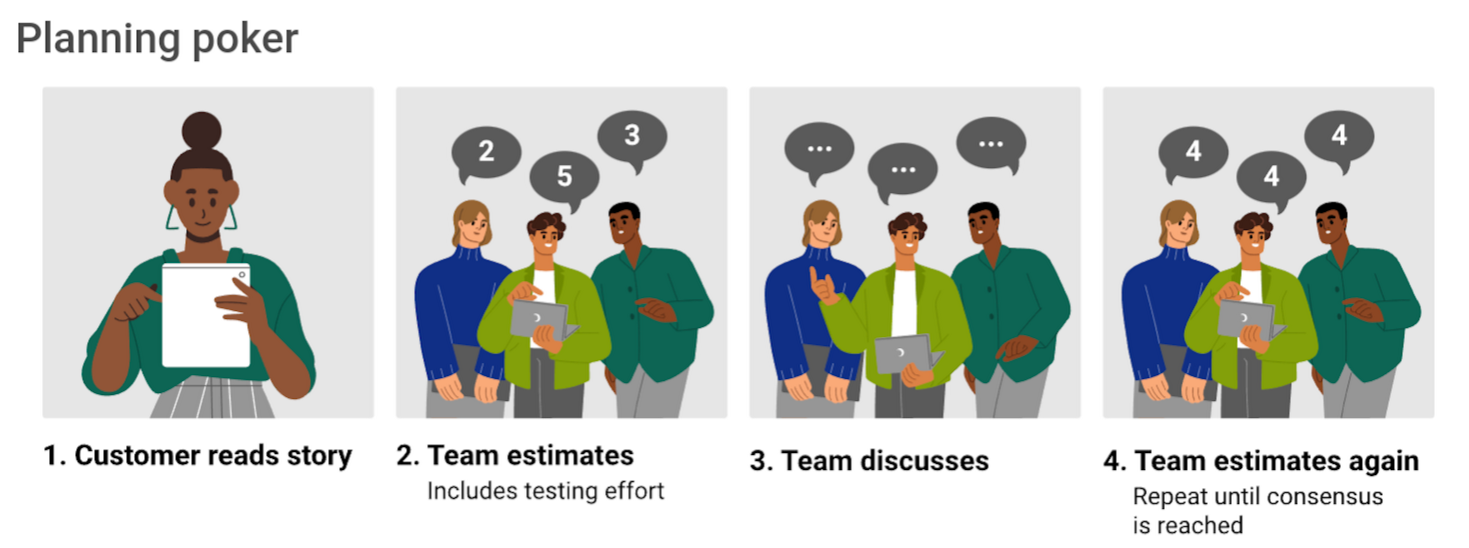 Planning poker
2
5
3
...
...
...
4
4
4
1. Customer reads story
2. Team estimates
Includes testing effort
3. Team discusses
4. Team estimates again
Repeat until consensus
is reached